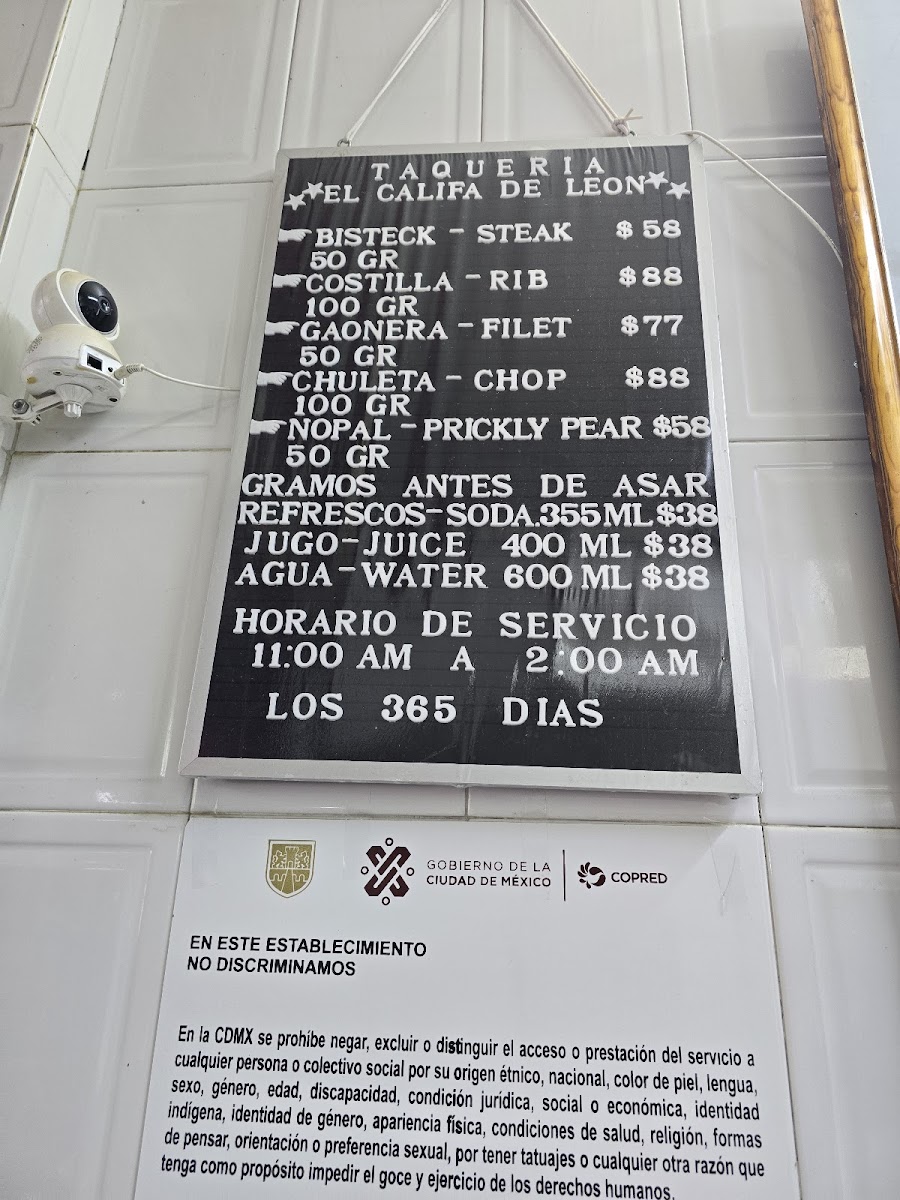 TAQUERIA
EL CALIFA DE LEON
BISTECK - STEAK $58
50 GR
COSTILLA - RIB $88
100 GR
GAONERA - FILET $77
50 GR
CHULETA - CHOP $88
100 GR
NOPAL - PRICKLY PEAR $58
50 GR
GRAMOS ANTES DE ASAR
REFRESCOS-SODA.355ML $38
JUGO-JUICE 400 ML $38
AGUA-WATER 600 ML $38
HORARIO DE SERVICIO
11:00 AM A 2:00 AM
LOS 365 DIAS
GOBIERNO DE LA
CIUDAD DE MÉXICO
COPRED
EN ESTE ESTABLECIMIENTO
NO DISCRIMINAMOS
En la CDMX se prohíbe negar, excluir o distinguir el acceso o prestación del servicio a
cualquier persona o colectivo social por su origen étnico, nacional, color de piel, lengua,
sexo, género, edad, discapacidad, condición jurídica, social o económica, identidad
indígena, identidad de género, apariencia física, condiciones de salud, religión, formas
de pensar, orientación o preferencia sexual, por tener tatuajes o cualquier otra razón que
tenga como propósito impedir el goce y ejercicio de los derechos humanos.